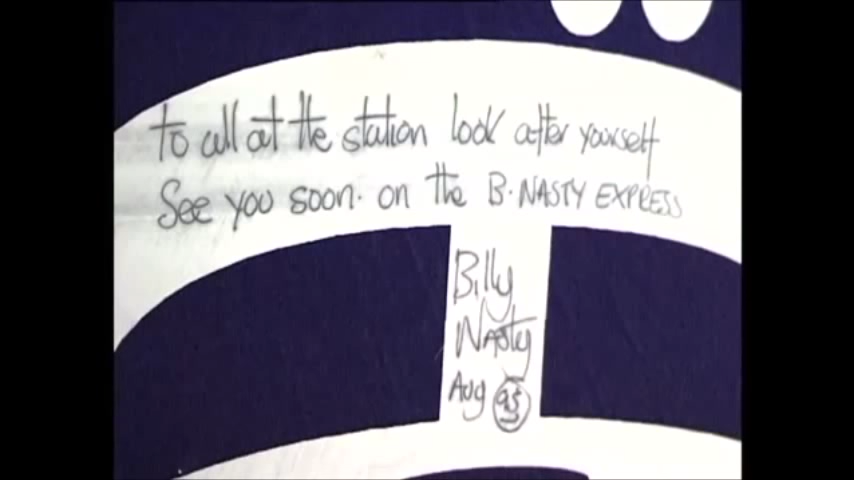 to all at the station look after yourself
See you soon. on the B. NASTY EXPRESS
Billy
Nasty
Aug 95